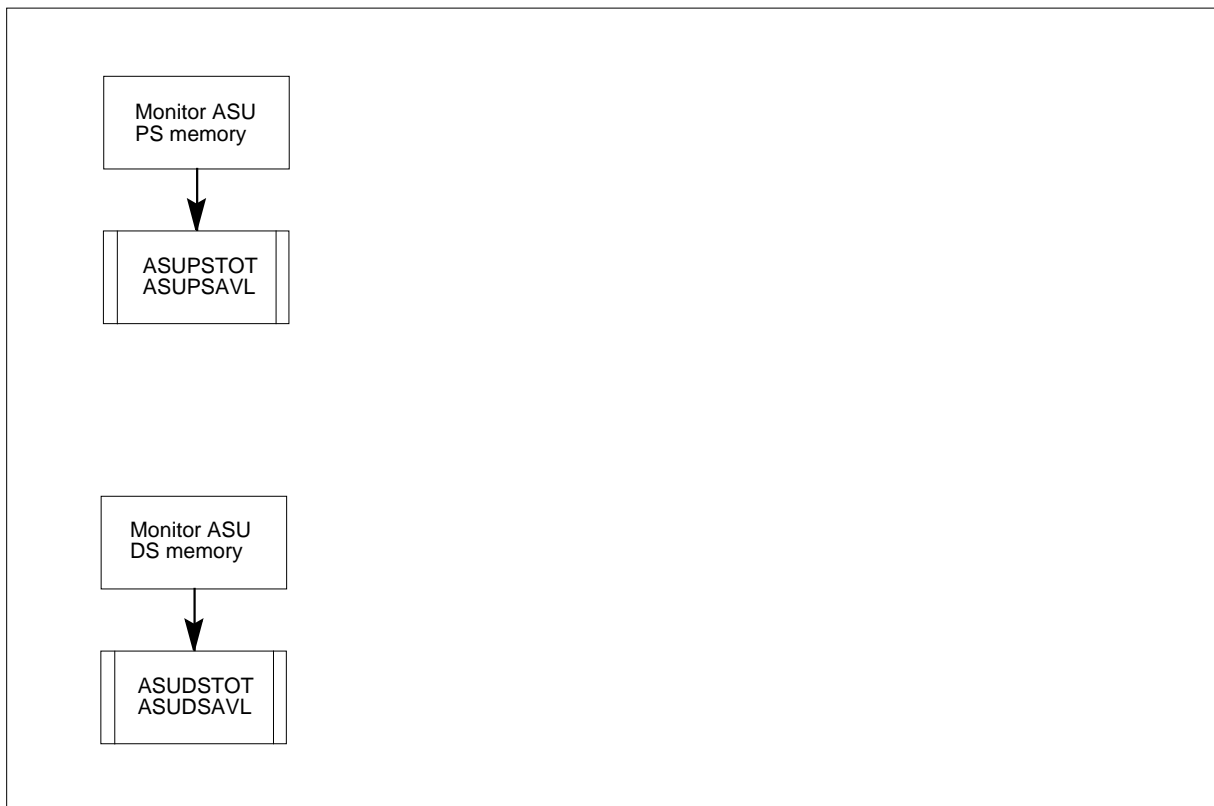 Monitor ASU
PS memory
ASUPSTOT
ASUPSAVL
Monitor ASU
DS memory
ASUDSTOT
ASUDSAVL